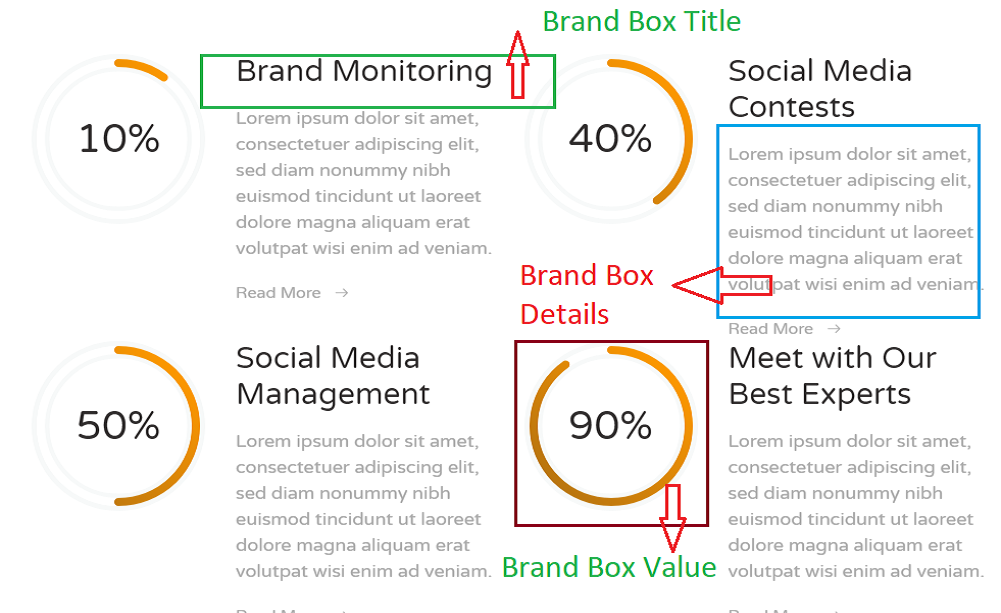 Brand Box Title
Brand Monitoring
10%
Lorem ipsum dolor sit amet,
consectetuer adipiscing elit,
sed diam nonummy nibh
euismod tincidunt ut laoreet
dolore magna aliquam erat
volutpat wisi enim ad veniam.
Read More
Social Media
Contests
40%
Lorem ipsum dolor sit amet,
consectetuer adipiscing elit,
sed diam nonummy nibh
euismod tincidunt ut laoreet
dolore magna aliquam erat
volutpat wisi enim ad veniam.
Read More
Brand Box
Details
Social Media
Management
50%
Lorem ipsum dolor sit amet,
consectetuer adipiscing elit,
sed diam nonummy nibh
euismod tincidunt ut laoreet
dolore magna aliquam erat
volutpat wisi enim ad veniam.
Meet with Our
Best Experts
90%
Lorem ipsum dolor sit amet,
consectetuer adipiscing elit,
sed diam nonummy nibh
euismod tincidunt ut laoreet
dolore magna aliquam erat
volutpat wisi enim ad veniam.
Brand Box Value